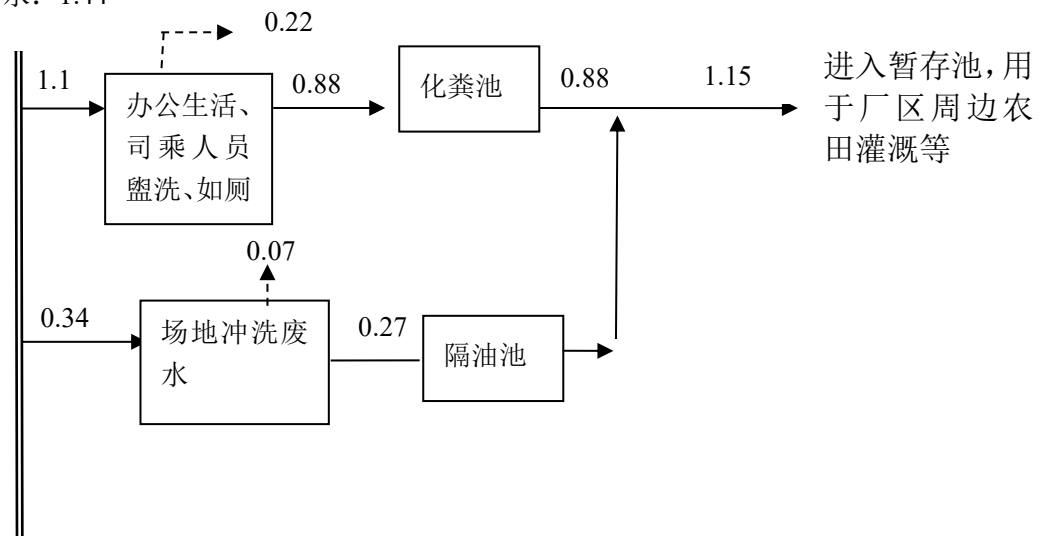 1.44
0.22
1.1
办公生活、
司乘人员
盥洗、如厕
0.88
化粪池
0.88
1.15
进入暂存池，用
于厂区周边农
田灌溉等
0.07
0.34
场地冲洗废
水
0.27
隔油池